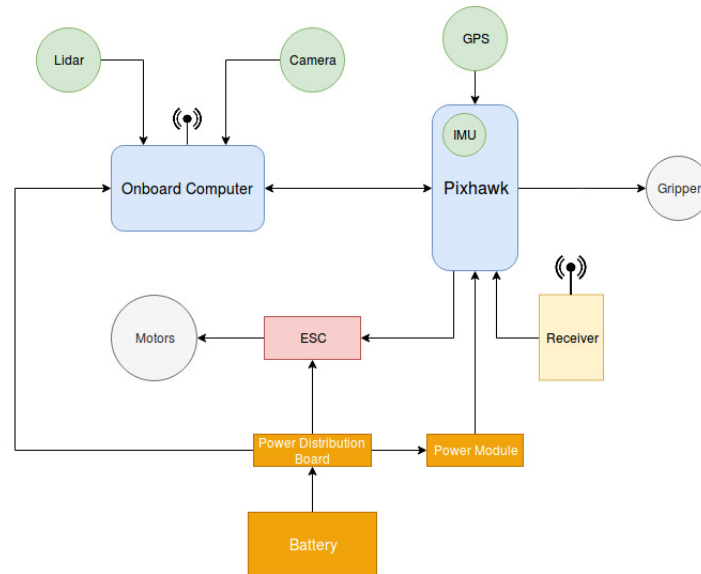 GPS
Lidar
Camera
IMU
Onboard Computer
Pixhawk
Gripper
Motors
ESC
Receiver
Power Distribution
Board
Power Module
Battery